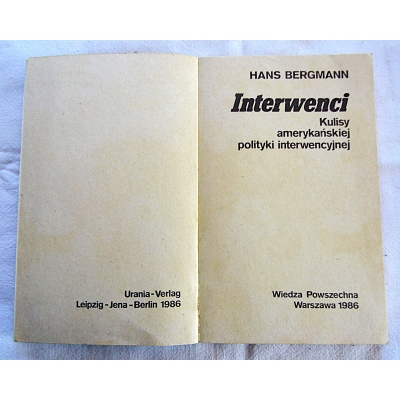 Urania-Verlag
Leipzig-Jena-Berlin 1986
HANS BERGMANN
Interwenci
Kulisy
amerykańskiej
polityki interwencyjnej
Wiedza Powszechna
Warszawa 1986